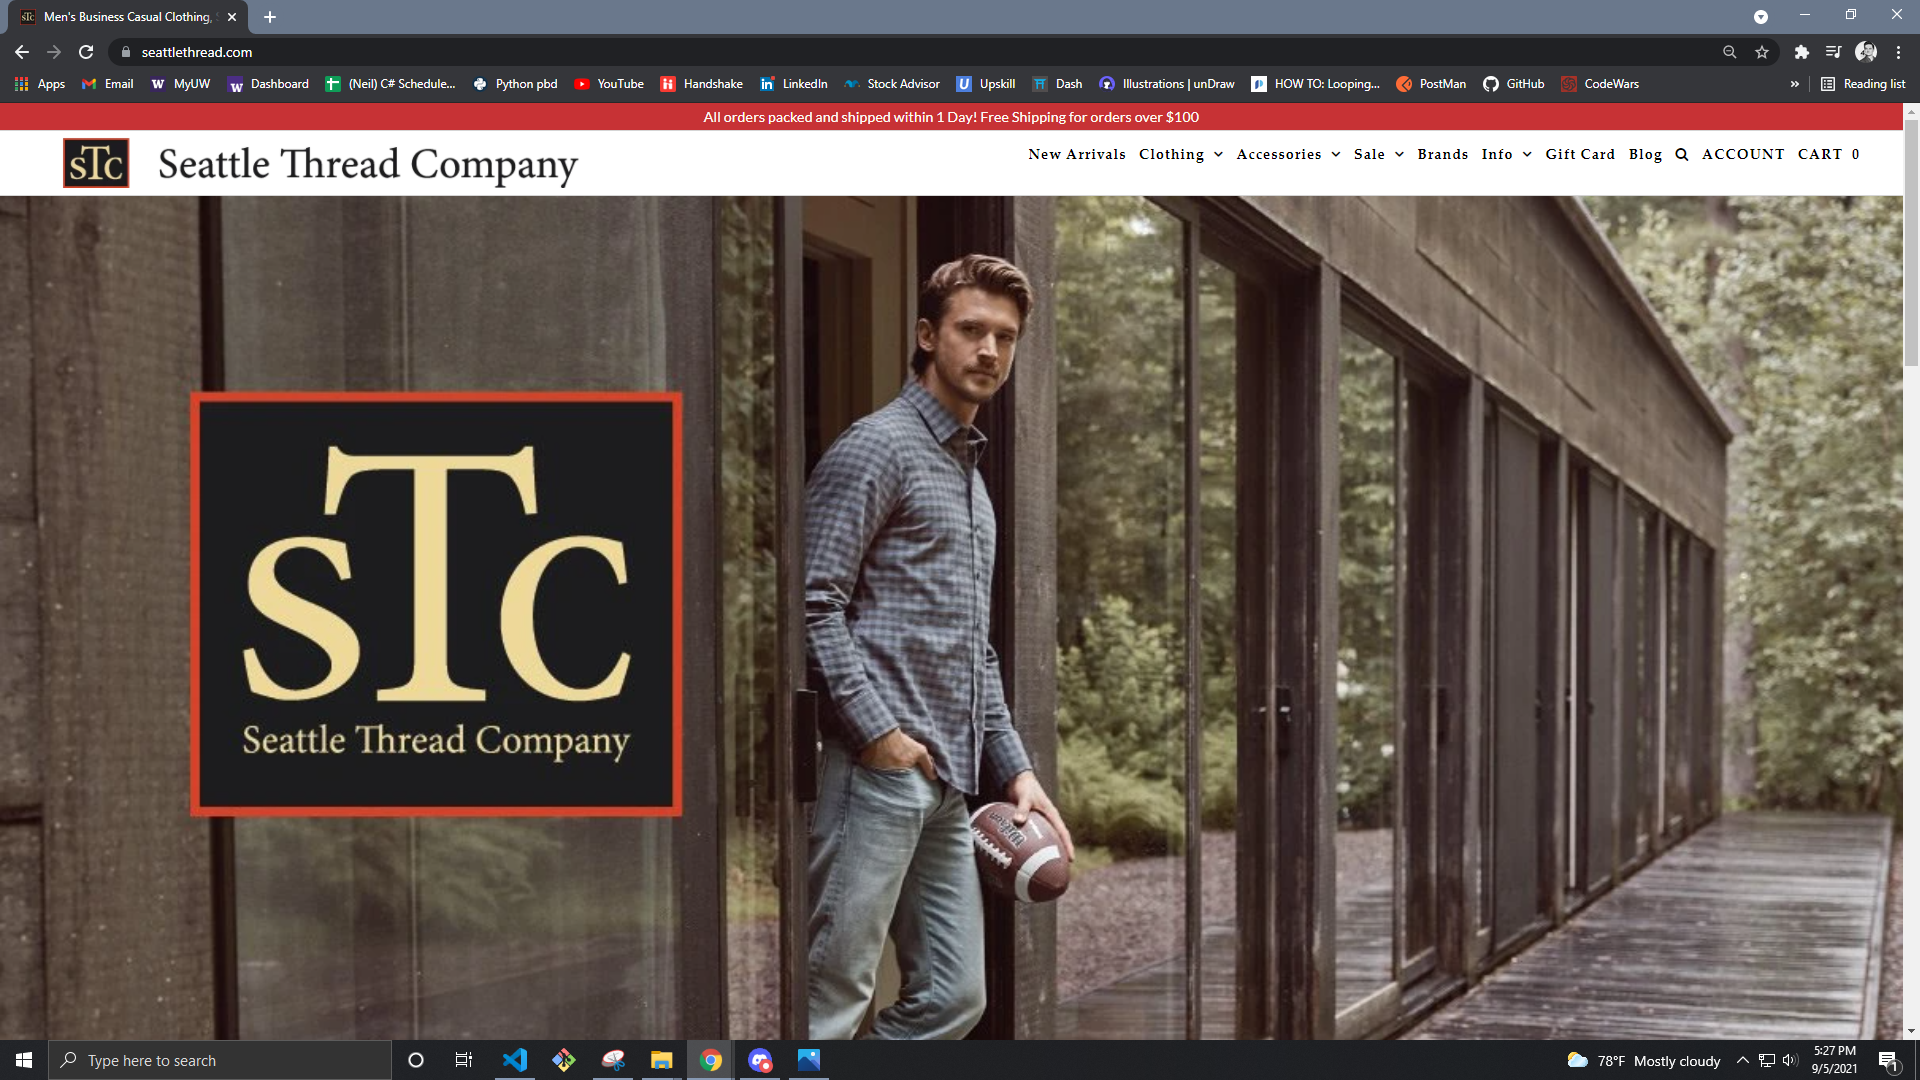 Men's Business Casual Clothing,
seattlethread.com
Apps Email MyUW Dashboard (Neil) C# Schedule... Python pbd YouTube Handshake LinkedIn Stock Advisor Upskill Dash Illustrations | unDraw HOW TO: Looping... PostMan GitHub CodeWars » Reading list
All orders packed and shipped within 1 Day! Free Shipping for orders over $100
sTc Seattle Thread Company
New Arrivals Clothing Accessories Sale Brands Info Gift Card Blog ACCOUNT CART 0
sTc
Seattle Thread Company
Wilson
Type here to search
78°F Mostly cloudy
5:27 PM
9/5/2021
1